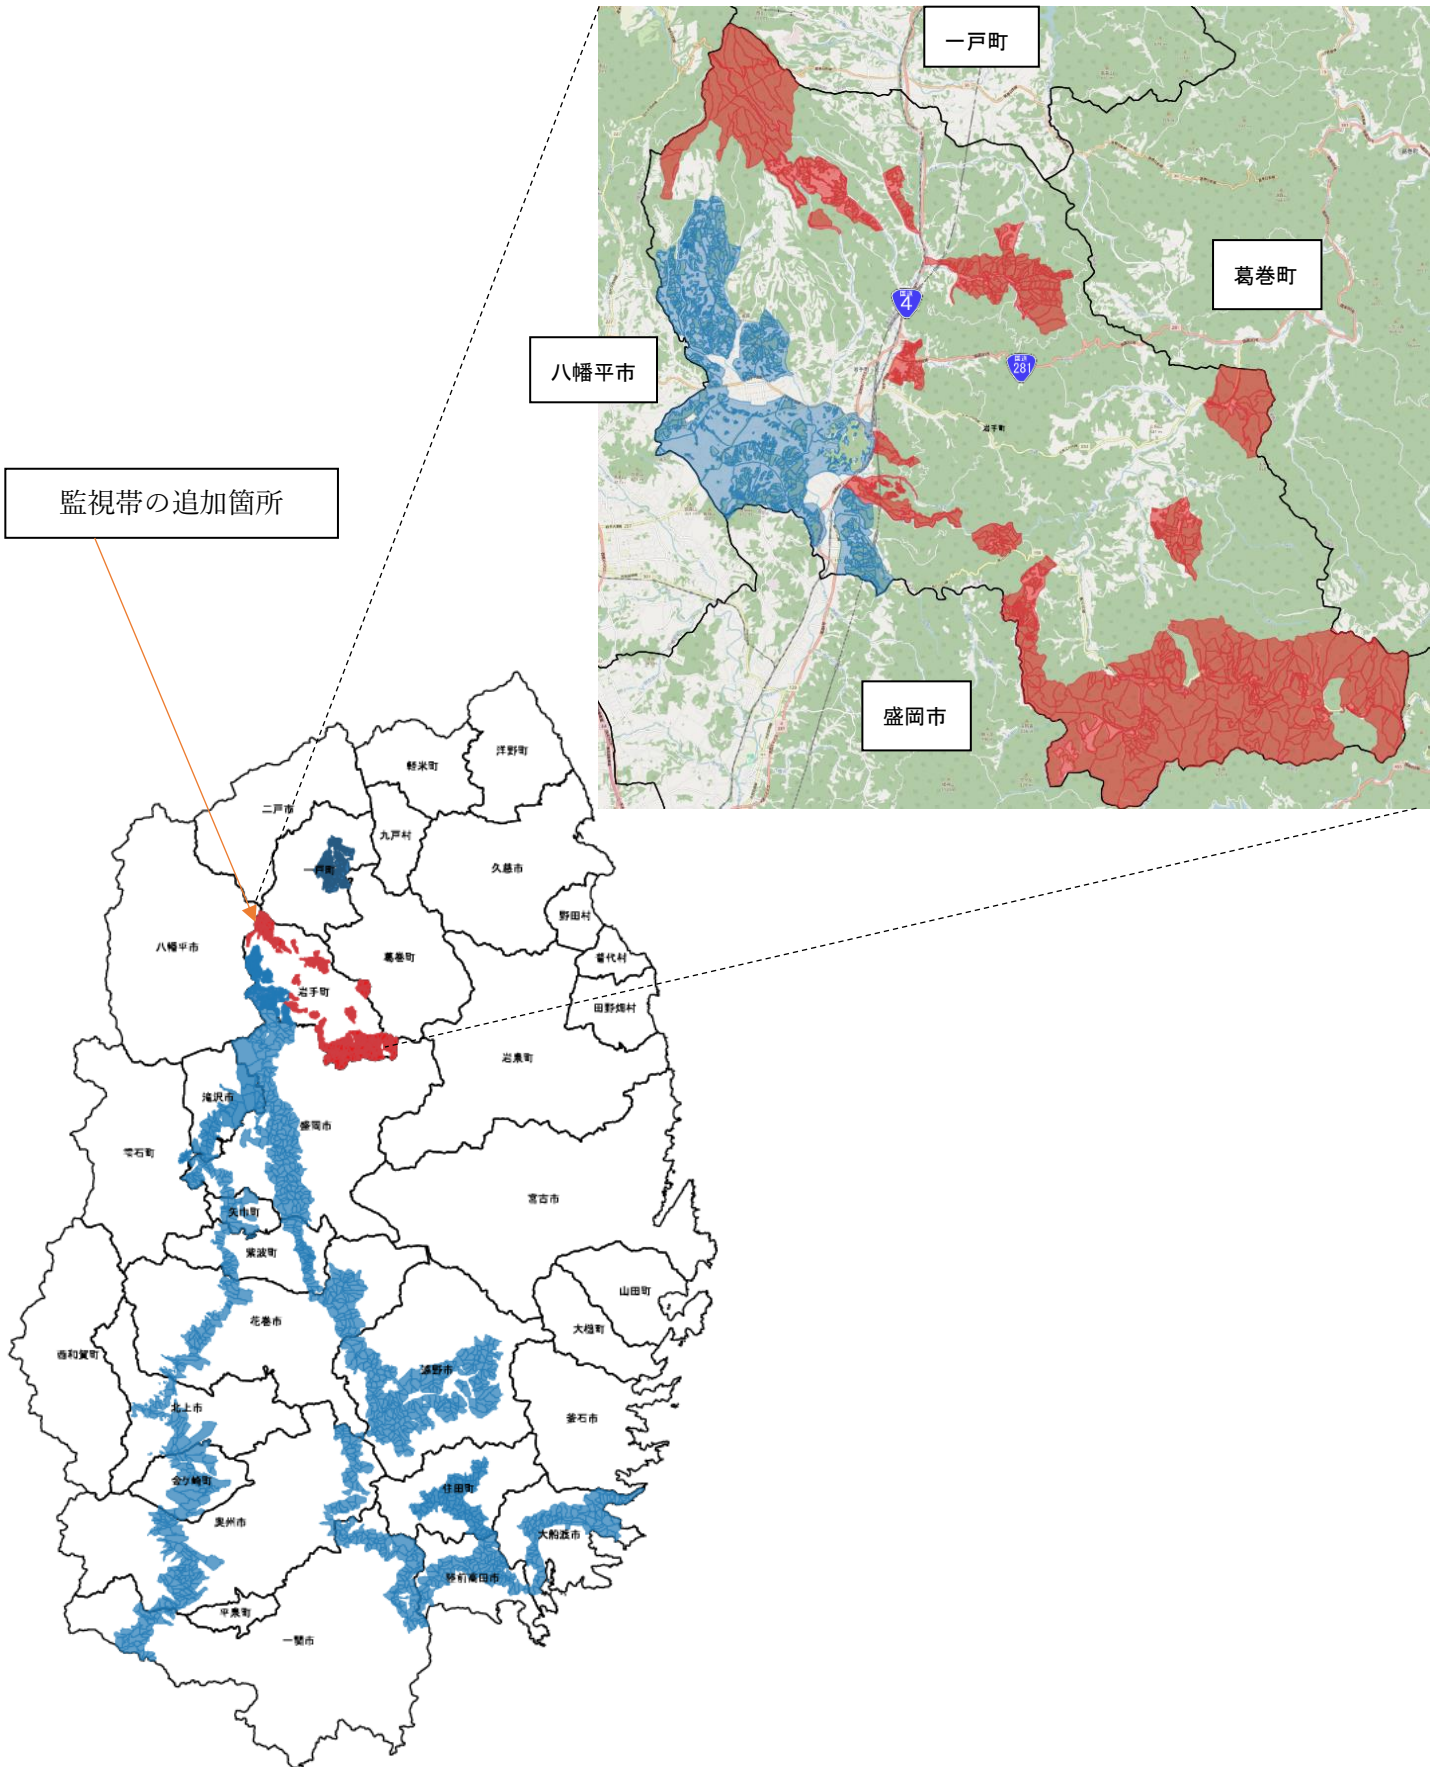 一戸町
葛巻町
国道
4
国道
281
八幡平市
岩手町
盛岡市
監視帯の追加箇所
洋野町
軽米町
二戸市
九戸村
久慈市
一戸町
野田村
八幡平市
葛巻町
普代村
岩手町
田野畑村
岩泉町
滝沢市
盛岡市
雫石町
宮古市
矢巾町
紫波町
山田町
花巻市
大槌町
西和賀町
遠野市
北上市
釜石市
金ケ崎町
住田町
奥州市
大船渡市
陸前高田市
平泉町
一関市